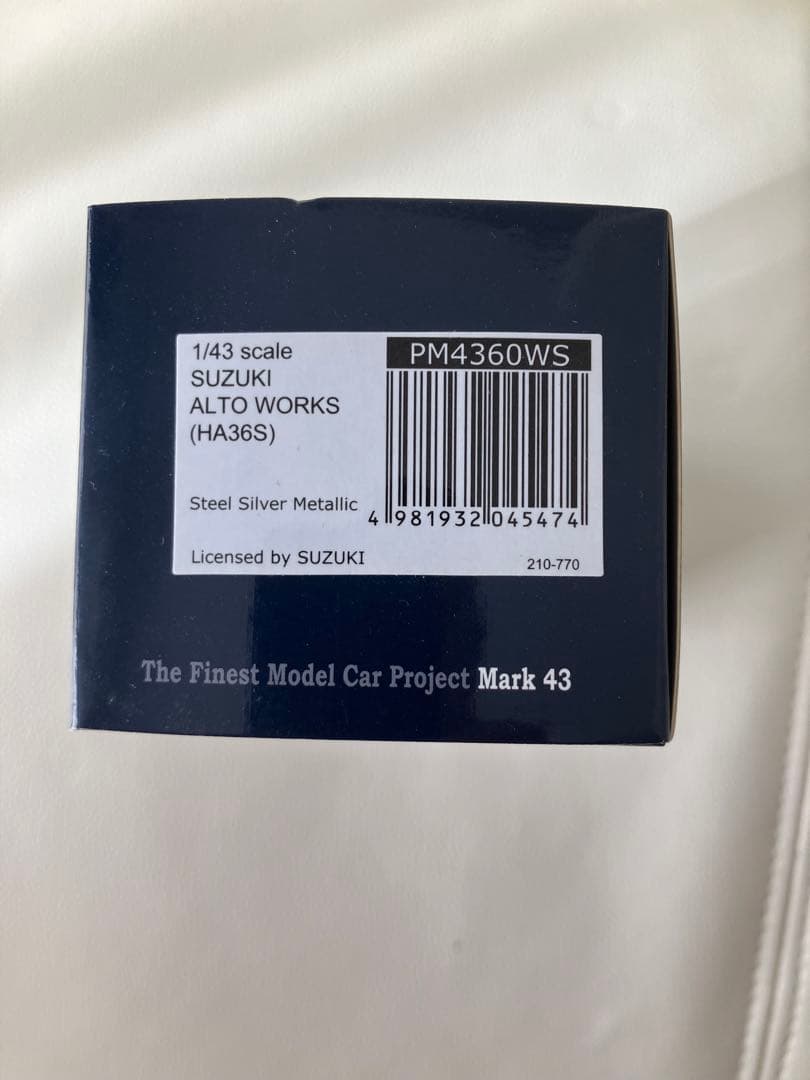 1/43 scale
SUZUKI
ALTO WORKS
(HA36S)
PM4360WS
Steel Silver Metallic
4 981932 045474
Licensed by SUZUKI
210-770
The Finest Model Car Project Mark 43